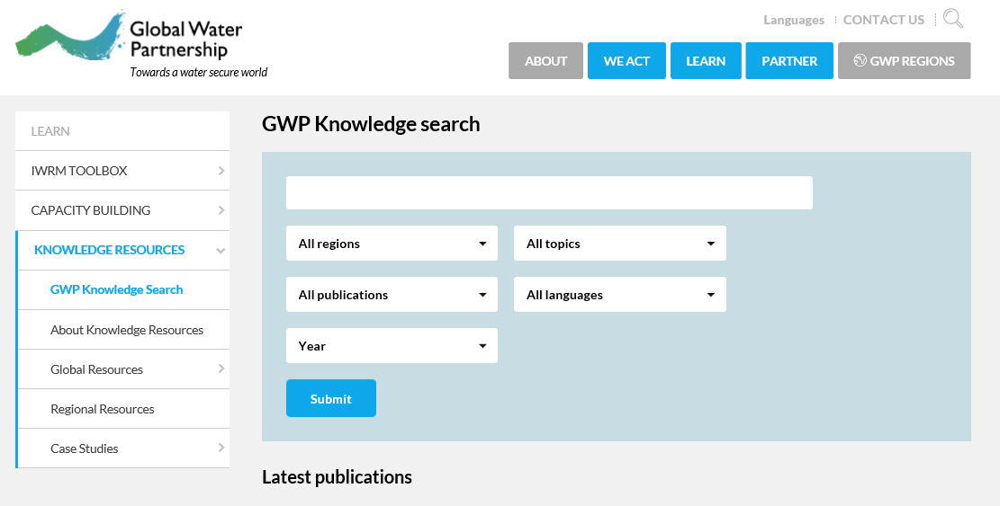 Global Water
Partnership
Towards a water secure world
Languages
CONTACT US
ABOUT
WE ACT
LEARN
PARTNER
GWP REGIONS
LEARN
IWRM TOOLBOX
CAPACITY BUILDING
KNOWLEDGE RESOURCES
GWP Knowledge Search
About Knowledge Resources
Global Resources
Regional Resources
Case Studies
GWP Knowledge search
All regions
All topics
All publications
All languages
Year
Submit
Latest publications